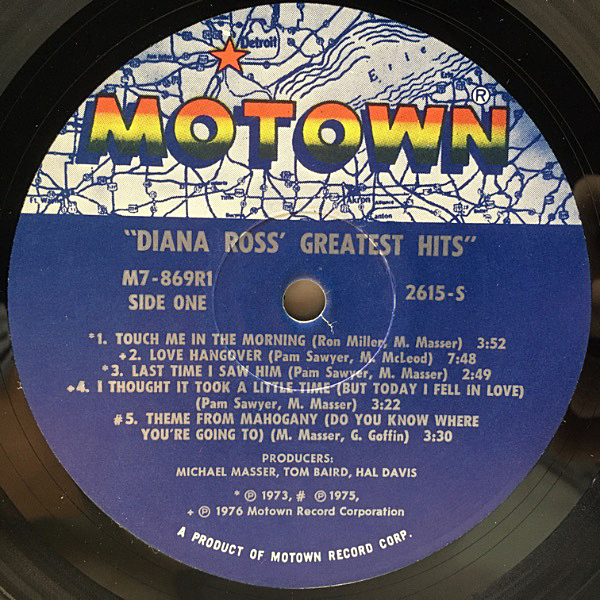 Detroit
Erie
MOTOWN®
Ft. Wayne
Akron
Canton
"DIANA ROSS' GREATEST HITS"
M7-869R1
SIDE ONE
2615-S
*1. TOUCH ME IN THE MORNING (Ron Miller, M. Masser) 3:52
+2. LOVE HANGOVER (Pam Sawyer, M. McLeod) 7:48
*3. LAST TIME I SAW HIM (Pam Sawyer, M. Masser) 2:49
+4. I THOUGHT IT TOOK A LITTLE TIME (BUT TODAY I FELL IN LOVE)
(Pam Sawyer, M. Masser) 3:22
#5. THEME FROM MAHOGANY (DO YOU KNOW WHERE
YOU'RE GOING TO) (M. Masser, G. Goffin) 3:30
PRODUCERS:
MICHAEL MASSER, TOM BAIRD, HAL DAVIS
* ℗ 1973, # ℗ 1975,
+ ℗ 1976 Motown Record Corporation
A PRODUCT OF MOTOWN RECORD CORP.